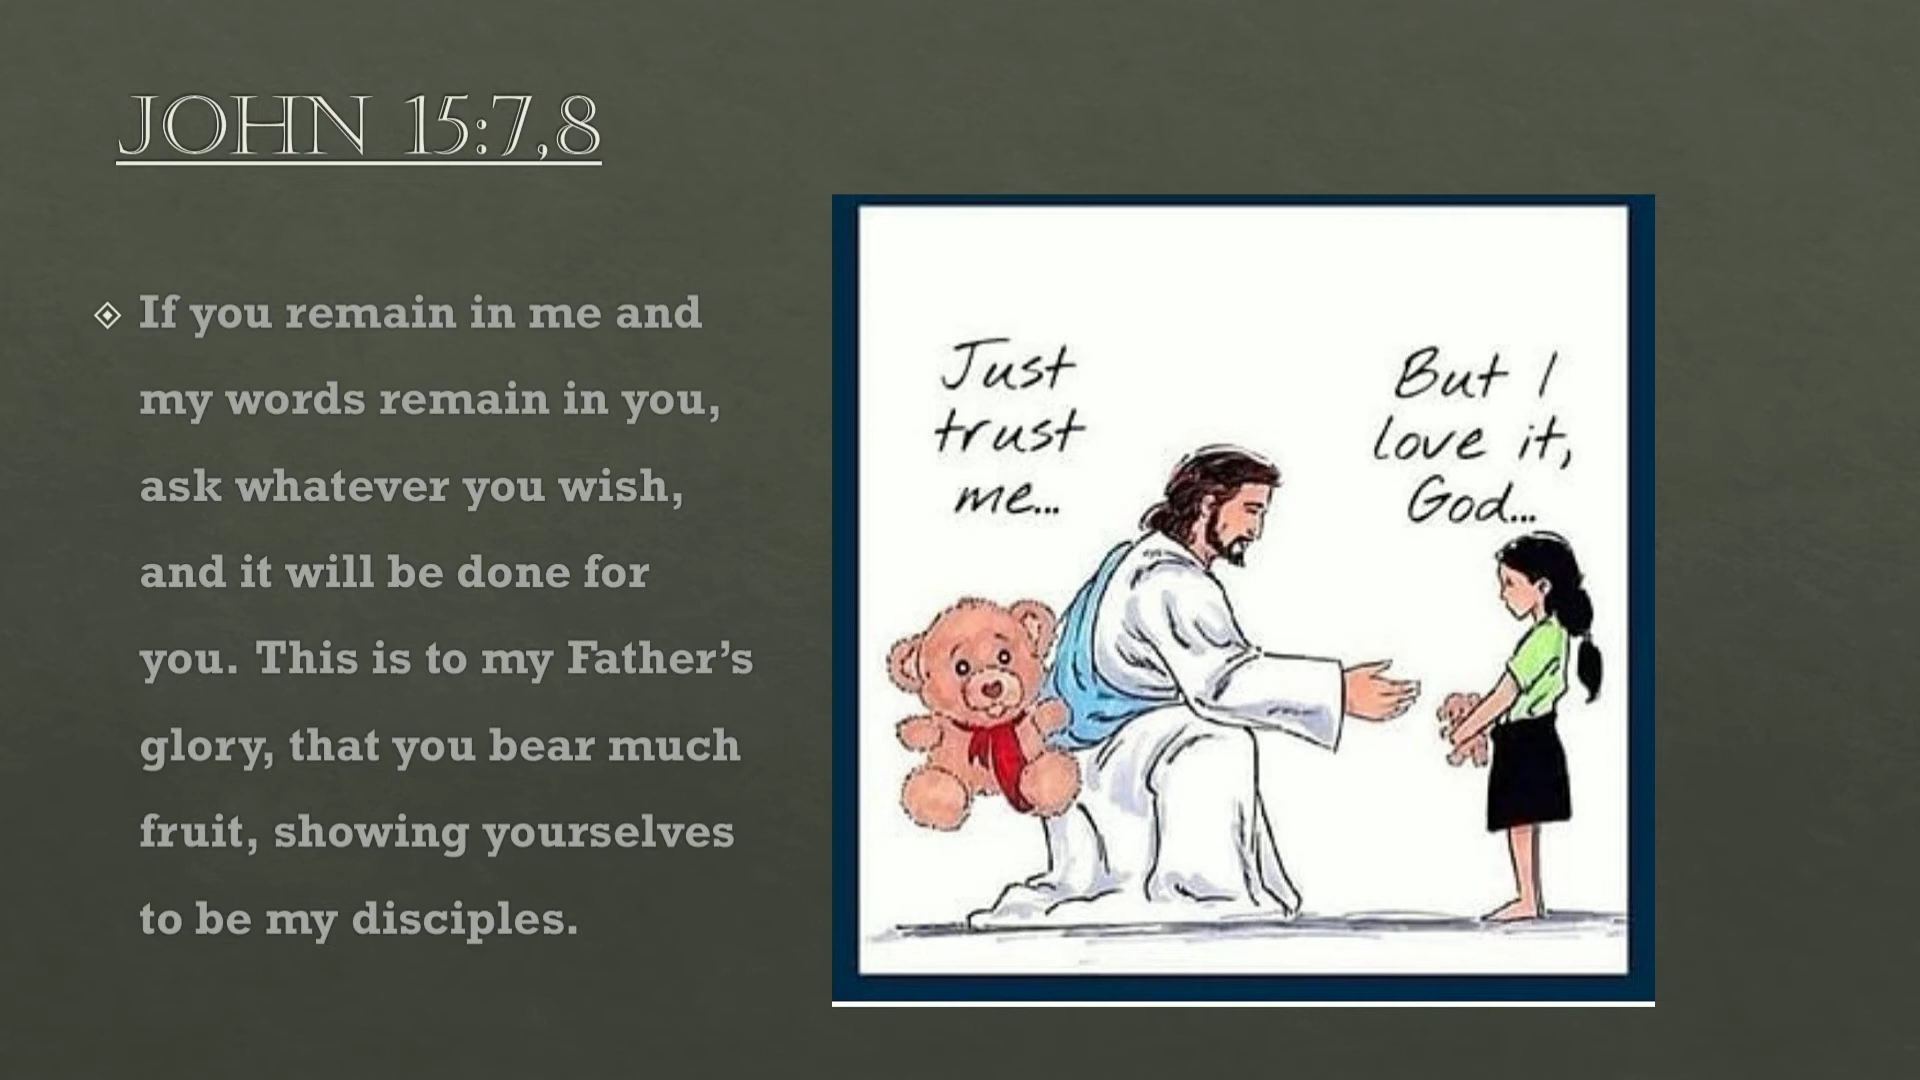 JOHN 15:7,8
If you remain in me and
my words remain in you,
ask whatever you wish,
and it will be done for
you. This is to my Father’s
glory, that you bear much
fruit, showing yourselves
to be my disciples.
Just
trust
me...
But I
love it,
God...